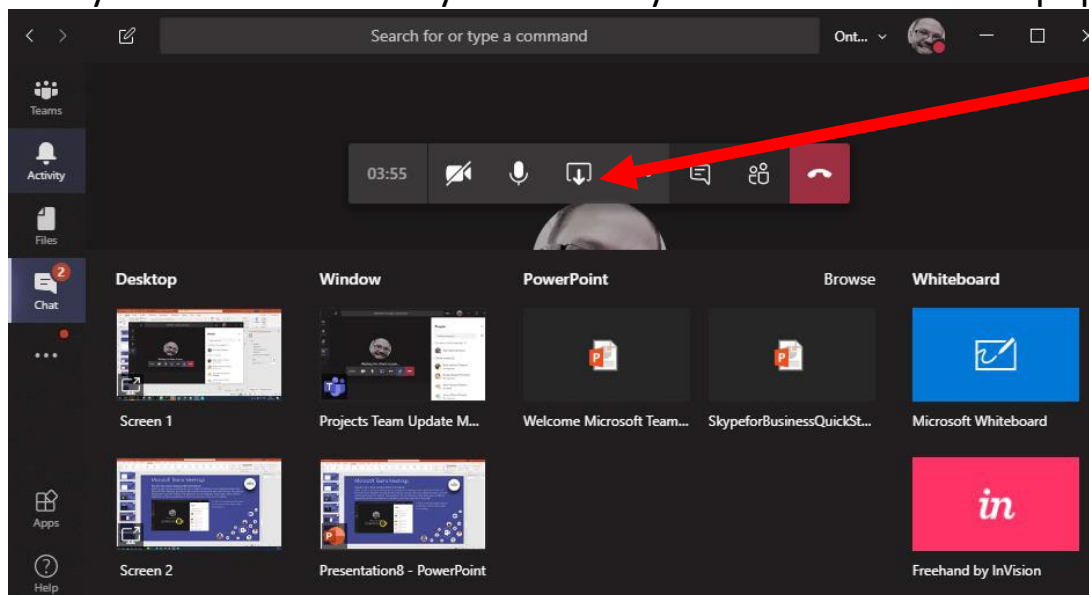 Search for or type a command
Ont...
Teams
Activity
Files
2
Chat
Apps
Help
03:55
Desktop
Window
PowerPoint
Browse
Whiteboard
Screen 1
Projects Team Update M...
Welcome Microsoft Team...
SkypeforBusinessQuickSt...
Microsoft Whiteboard
Screen 2
Presentation8 - PowerPoint
in
Freehand by InVision